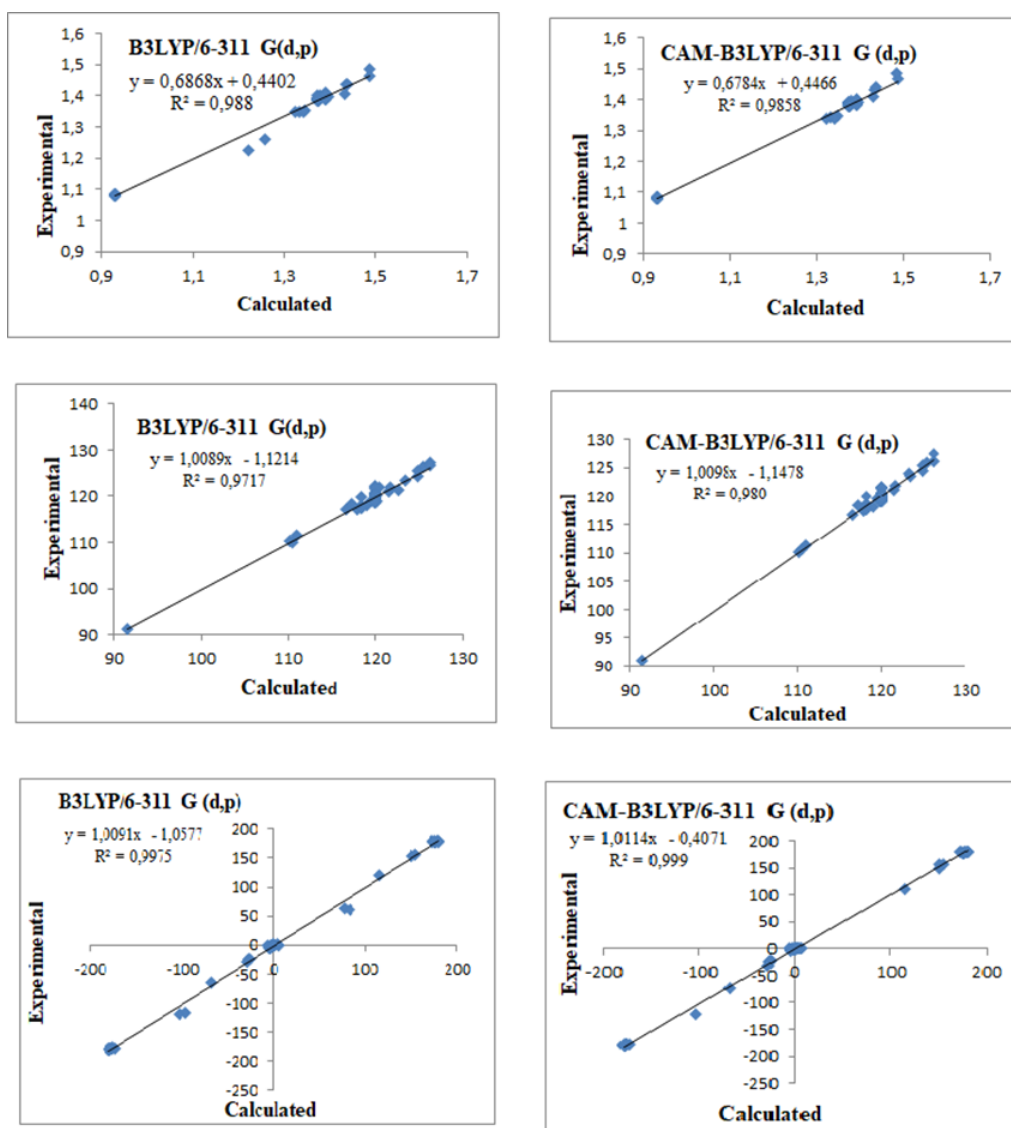 B3LYP/6-311 G(d,p)
y = 0,6868x + 0,4402
R² = 0,988
1,6
1,5
1,4
1,3
1,2
1,1
1
0,9
0,9
1,1
1,3
1,5
1,7
Experimental
Calculated
CAM-B3LYP/6-311 G (d,p)
y = 0,6784x + 0,4466
R² = 0,9858
1,6
1,5
1,4
1,3
1,2
1,1
1
0,9
0,9
1,1
1,3
1,5
1,7
Experimental
Calculated
B3LYP/6-311 G(d,p)
y = 1,0089x - 1,1214
R² = 0,9717
140
130
120
110
100
90
90
100
110
120
130
Experimental
Calculated
CAM-B3LYP/6-311 G (d,p)
y = 1,0098x - 1,1478
R² = 0,980
130
125
120
115
110
105
100
95
90
90
100
110
120
130
Experimental
Calculated
B3LYP/6-311 G (d,p)
y = 1,0091x - 1,0577
R² = 0,9975
200
150
100
50
0
-50
-100
-150
-200
-250
-200
-100
0
100
200
Experimental
Calculated
CAM-B3LYP/6-311 G (d,p)
y = 1,0114x - 0,4071
R² = 0,999
200
150
100
50
0
-50
-100
-150
-200
-250
-200
-100
0
100
200
Experimental
Calculated